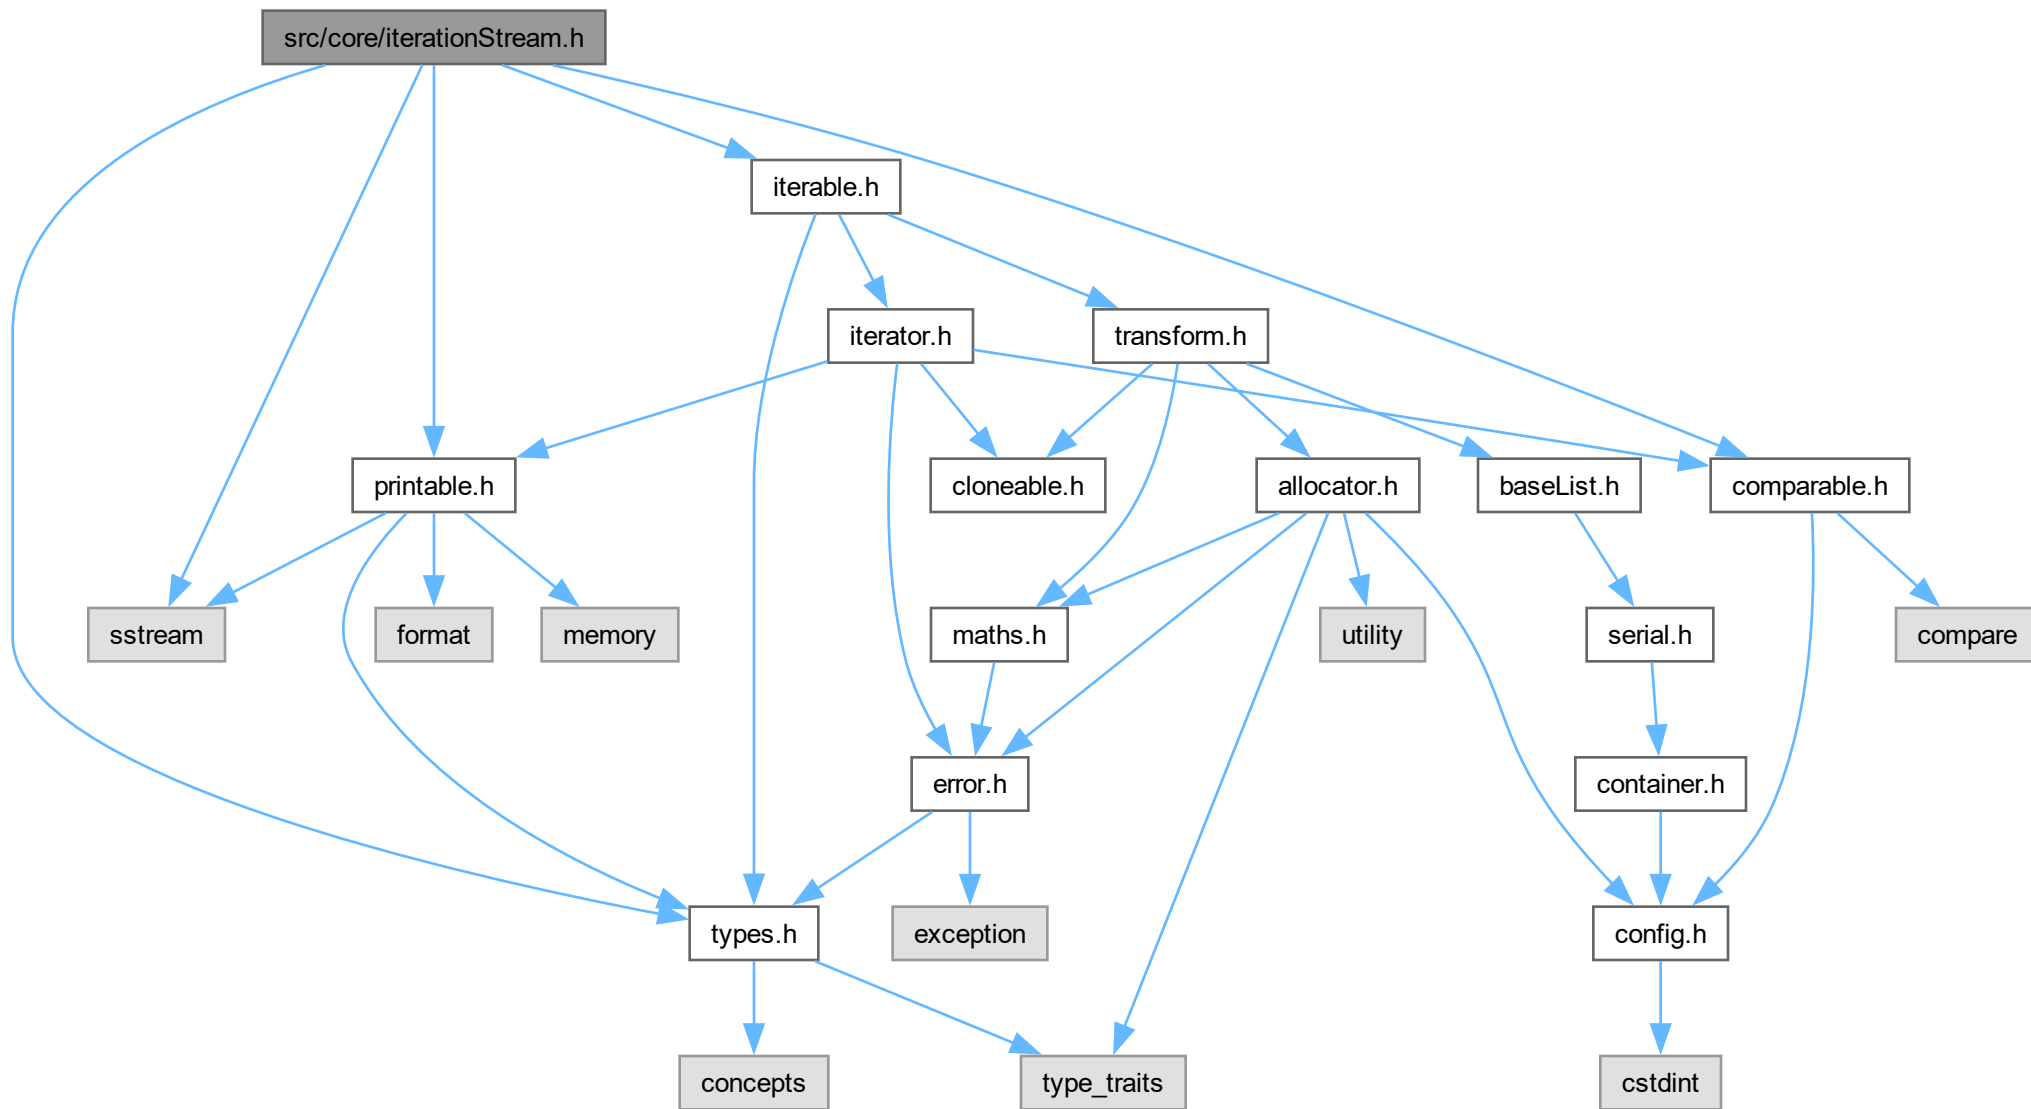 src/core/iterationStream.h
iterable.h
iterator.h
transform.h
printable.h
cloneable.h
allocator.h
baseList.h
comparable.h
sstream
format
memory
maths.h
utility
serial.h
compare
error.h
container.h
types.h
exception
config.h
concepts
type_traits
cstdint